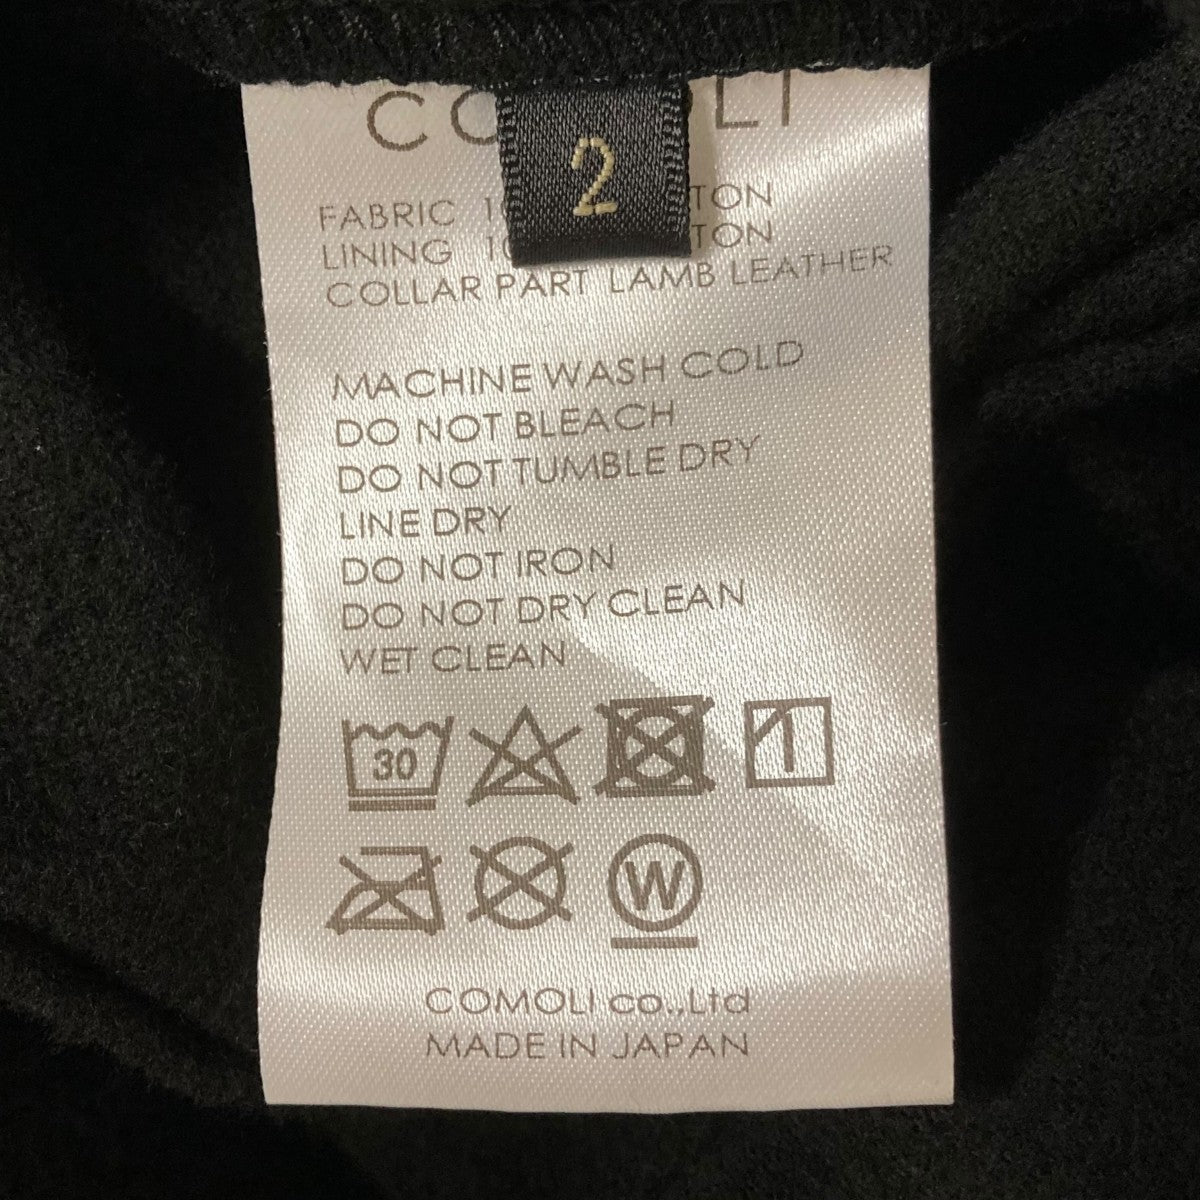 2
FABRIC
LINING
COLLAR PART LAMB LEATHER
MACHINE WASH COLD
DO NOT BLEACH
DO NOT TUMBLE DRY
LINE DRY
DO NOT IRON
DO NOT DRY CLEAN
WET CLEAN
30
W
COMOLI co.,Ltd
MADE IN JAPAN